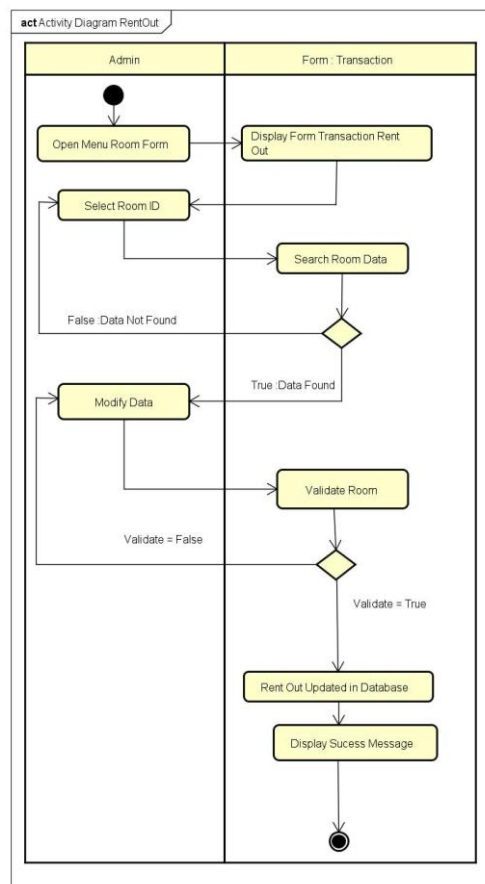 act Activity Diagram RentOut
Admin
Form : Transaction
Open Menu Room Form
Display Form Transaction Rent
Out
Select Room ID
Search Room Data
False :Data Not Found
True :Data Found
Modify Data
Validate Room
Validate = False
Validate = True
Rent Out Updated in Database
Display Sucess Message